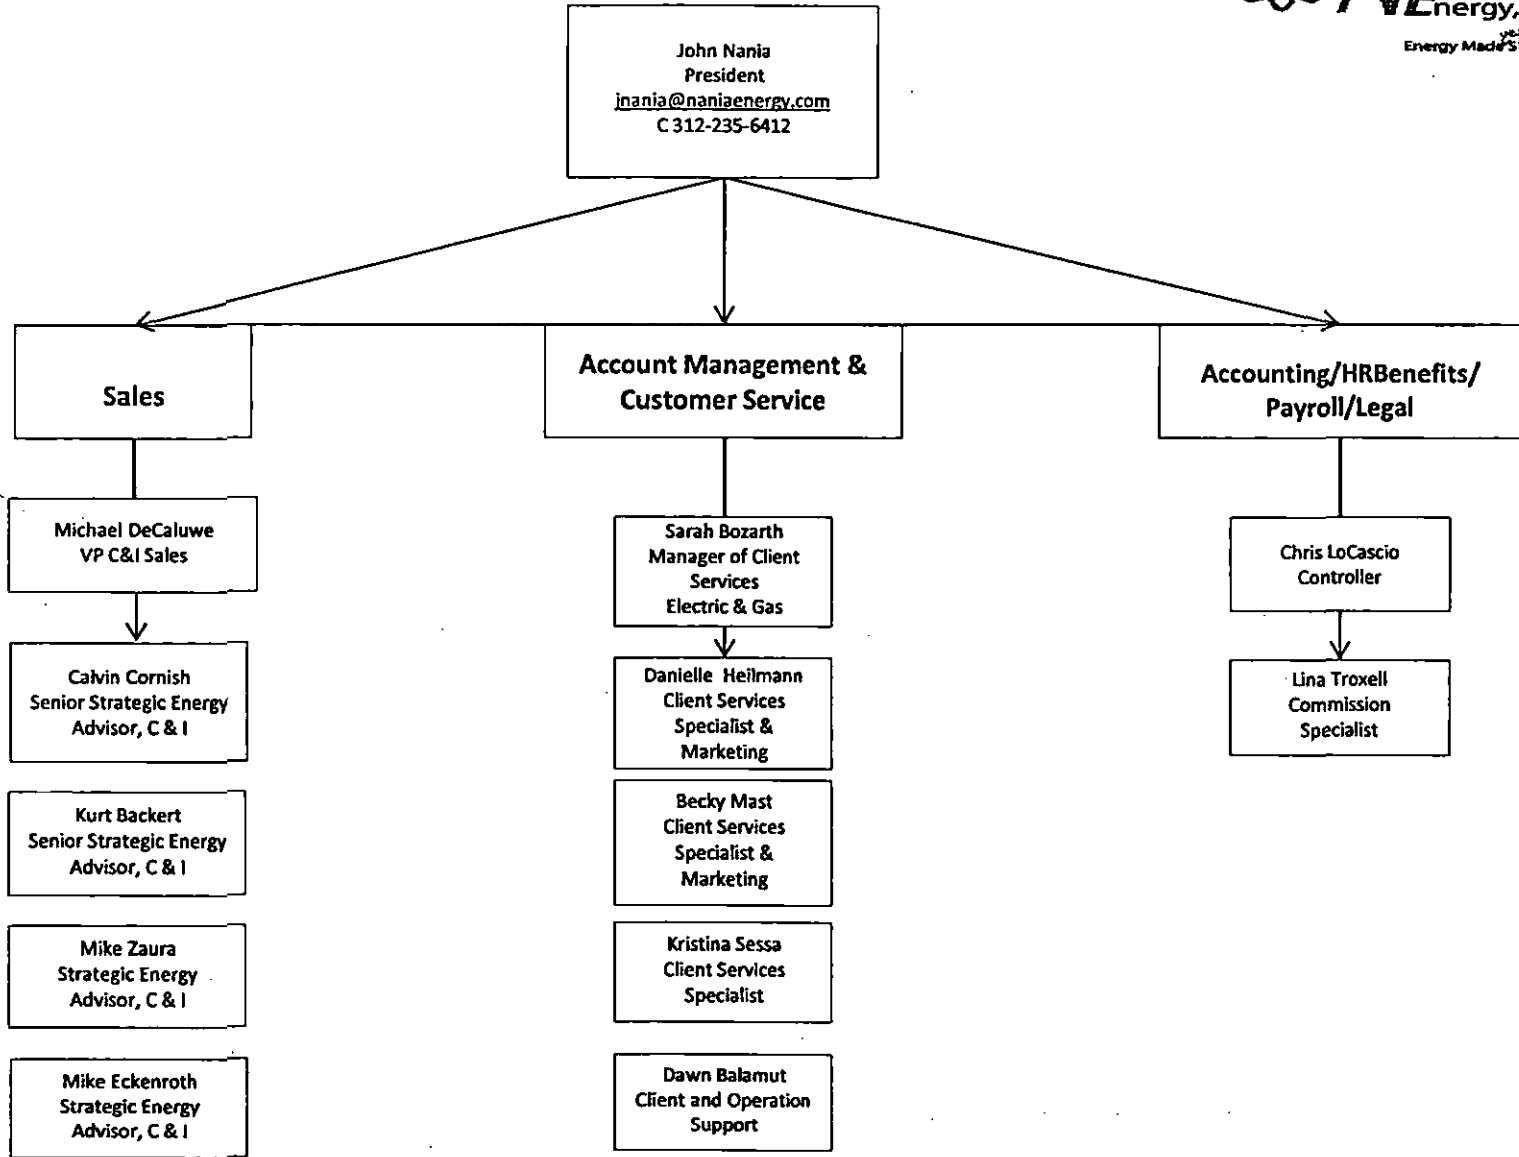 Energy,
Energy Made
John Nania
President
jnania@naniaenergy.com
C 312-235-6412
Sales
Account Management &
Customer Service
Accounting/HRBenefits/
Payroll/Legal
Michael DeCaluwe
VP C&I Sales
Calvin Cornish
Senior Strategic Energy
Advisor, C & I
Kurt Backert
Senior Strategic Energy
Advisor, C & I
Mike Zaura
Strategic Energy
Advisor, C & I
Mike Eckenroth
Strategic Energy
Advisor, C & I
Sarah Bozarth
Manager of Client
Services
Electric & Gas
Danielle Heilmann
Client Services
Specialist &
Marketing
Becky Mast
Client Services
Specialist &
Marketing
Kristina Sessa
Client Services
Specialist
Dawn Balamut
Client and Operation
Support
Chris LoCascio
Controller
Lina Troxell
Commission
Specialist